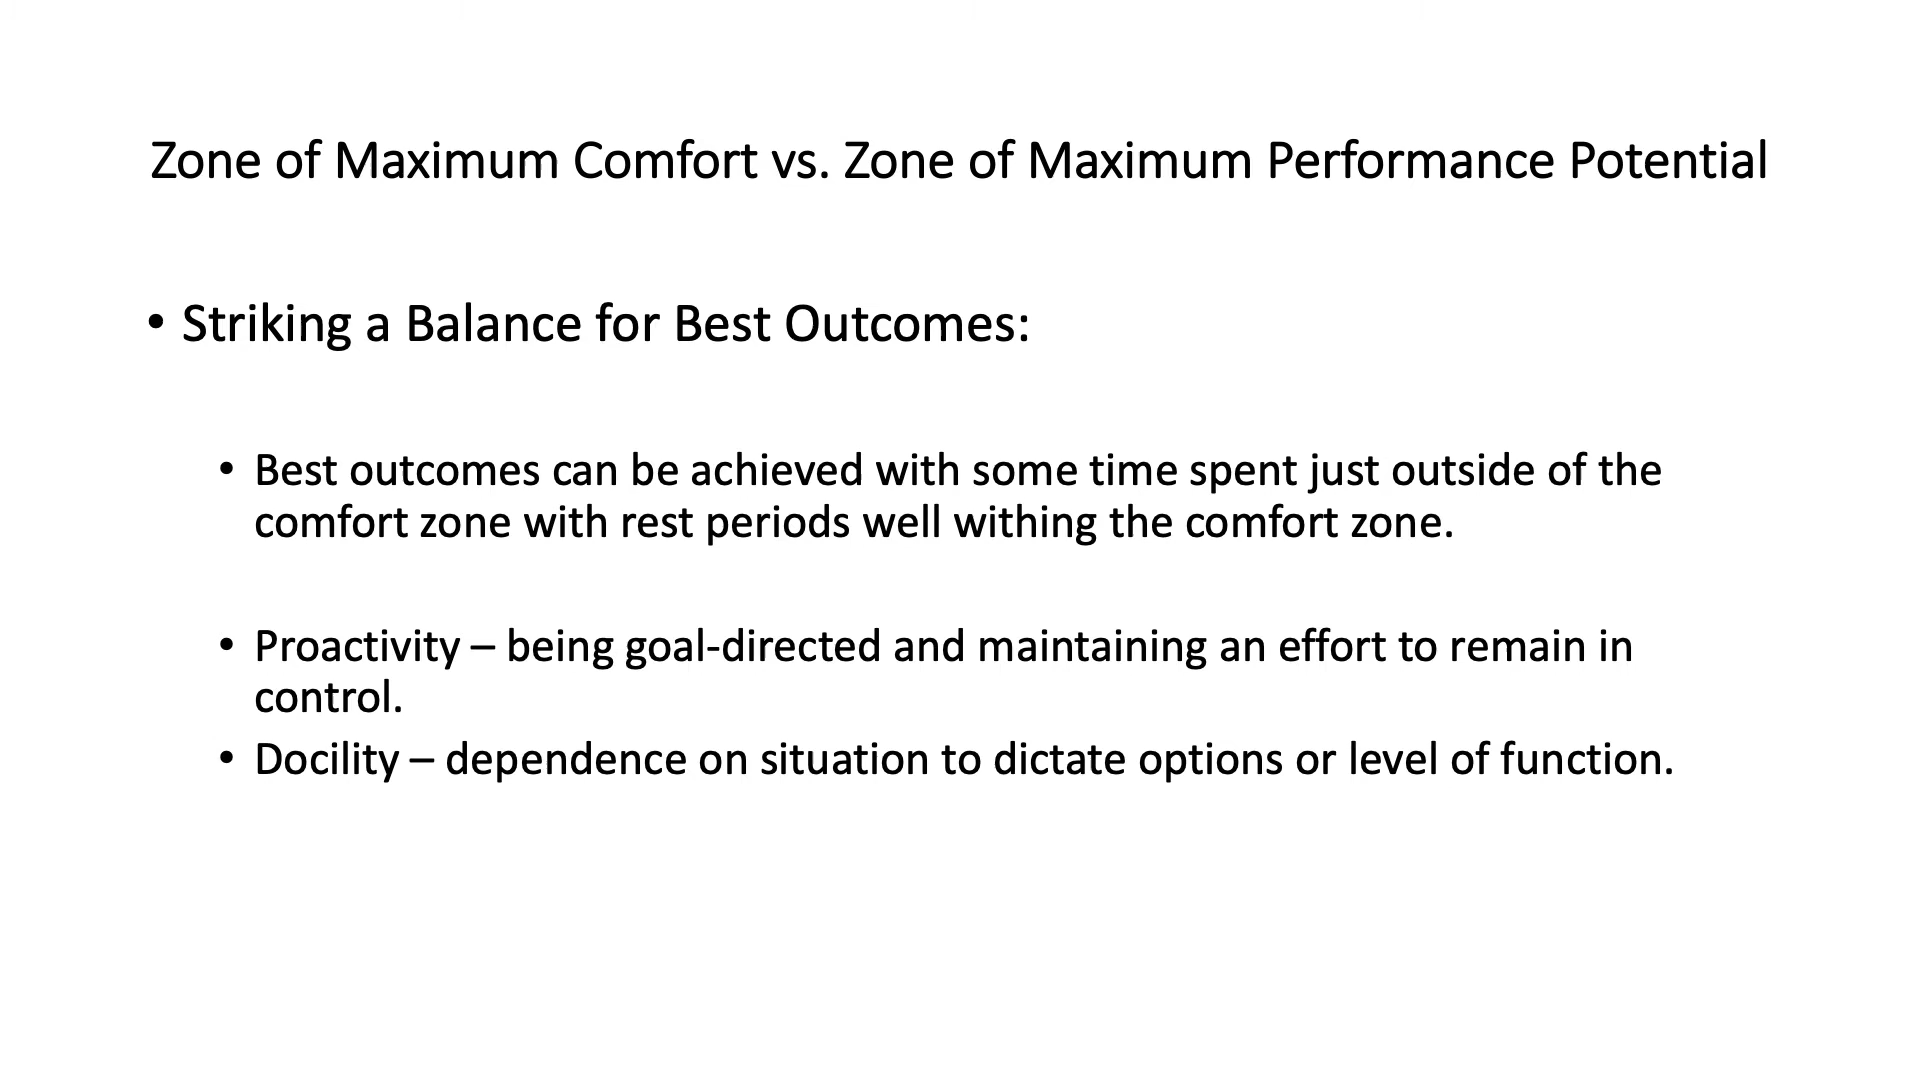 Zone of Maximum Comfort vs. Zone of Maximum Performance Potential
• Striking a Balance for Best Outcomes:
• Best outcomes can be achieved with some time spent just outside of the
comfort zone with rest periods well withing the comfort zone.
• Proactivity – being goal-directed and maintaining an effort to remain in
control.
• Docility – dependence on situation to dictate options or level of function.